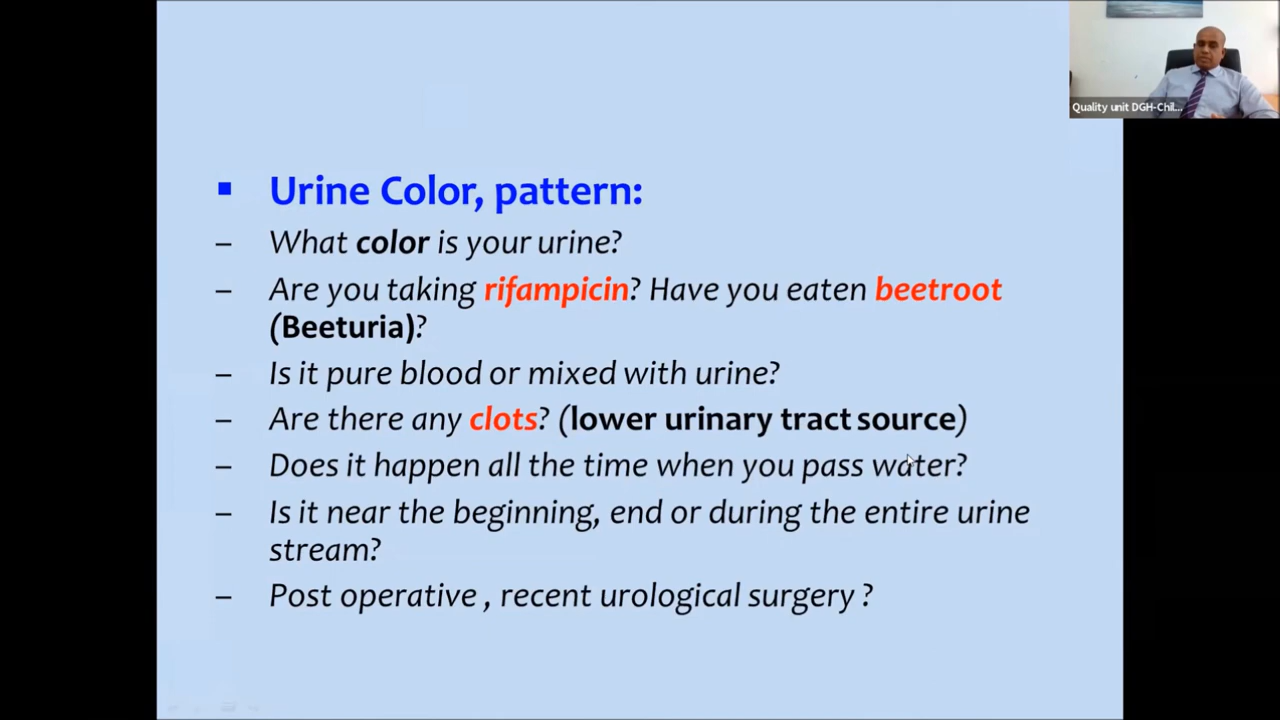 Quality unit DGH-Chil...
▪ Urine Color, pattern:
– What color is your urine?
– Are you taking rifampicin? Have you eaten beetroot
(Beeturia)?
– Is it pure blood or mixed with urine?
– Are there any clots? (lower urinary tract source)
– Does it happen all the time when you pass water?
– Is it near the beginning, end or during the entire urine
stream?
– Post operative , recent urological surgery ?